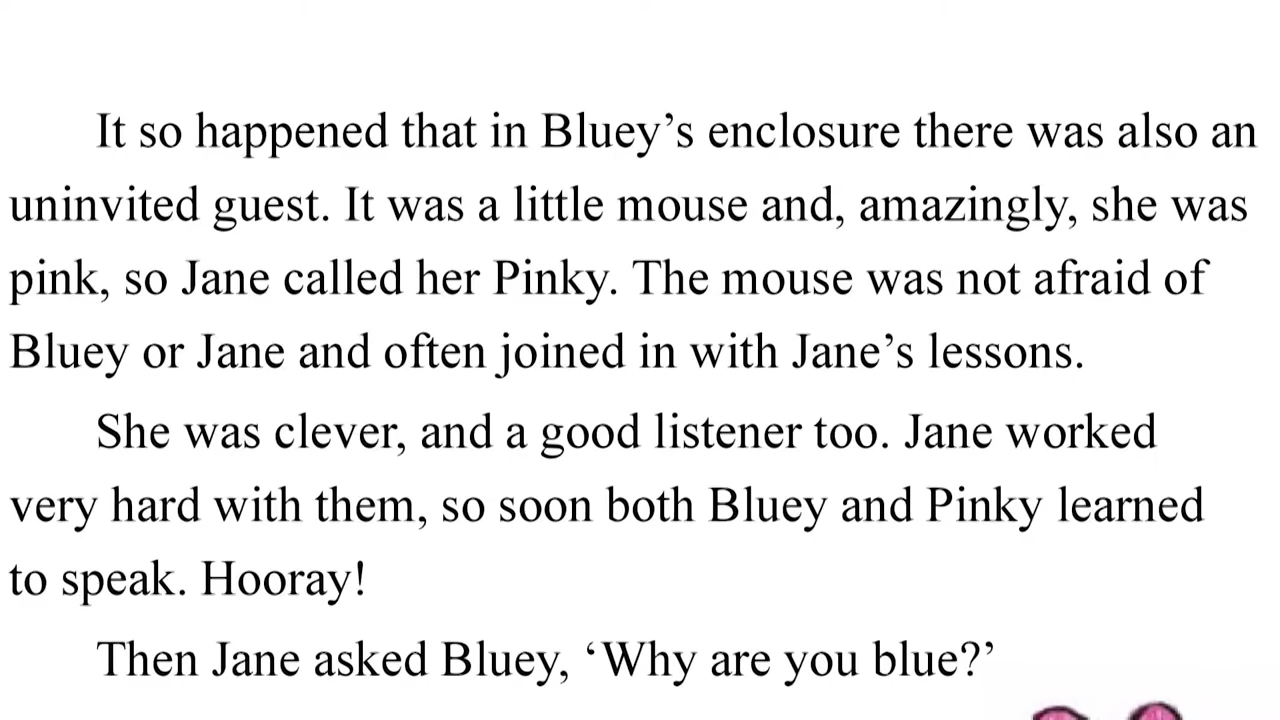 It so happened that in Bluey’s enclosure there was also an
uninvited guest. It was a little mouse and, amazingly, she was
pink, so Jane called her Pinky. The mouse was not afraid of
Bluey or Jane and often joined in with Jane’s lessons.
She was clever, and a good listener too. Jane worked
very hard with them, so soon both Bluey and Pinky learned
to speak. Hooray!
Then Jane asked Bluey, ‘Why are you blue?’